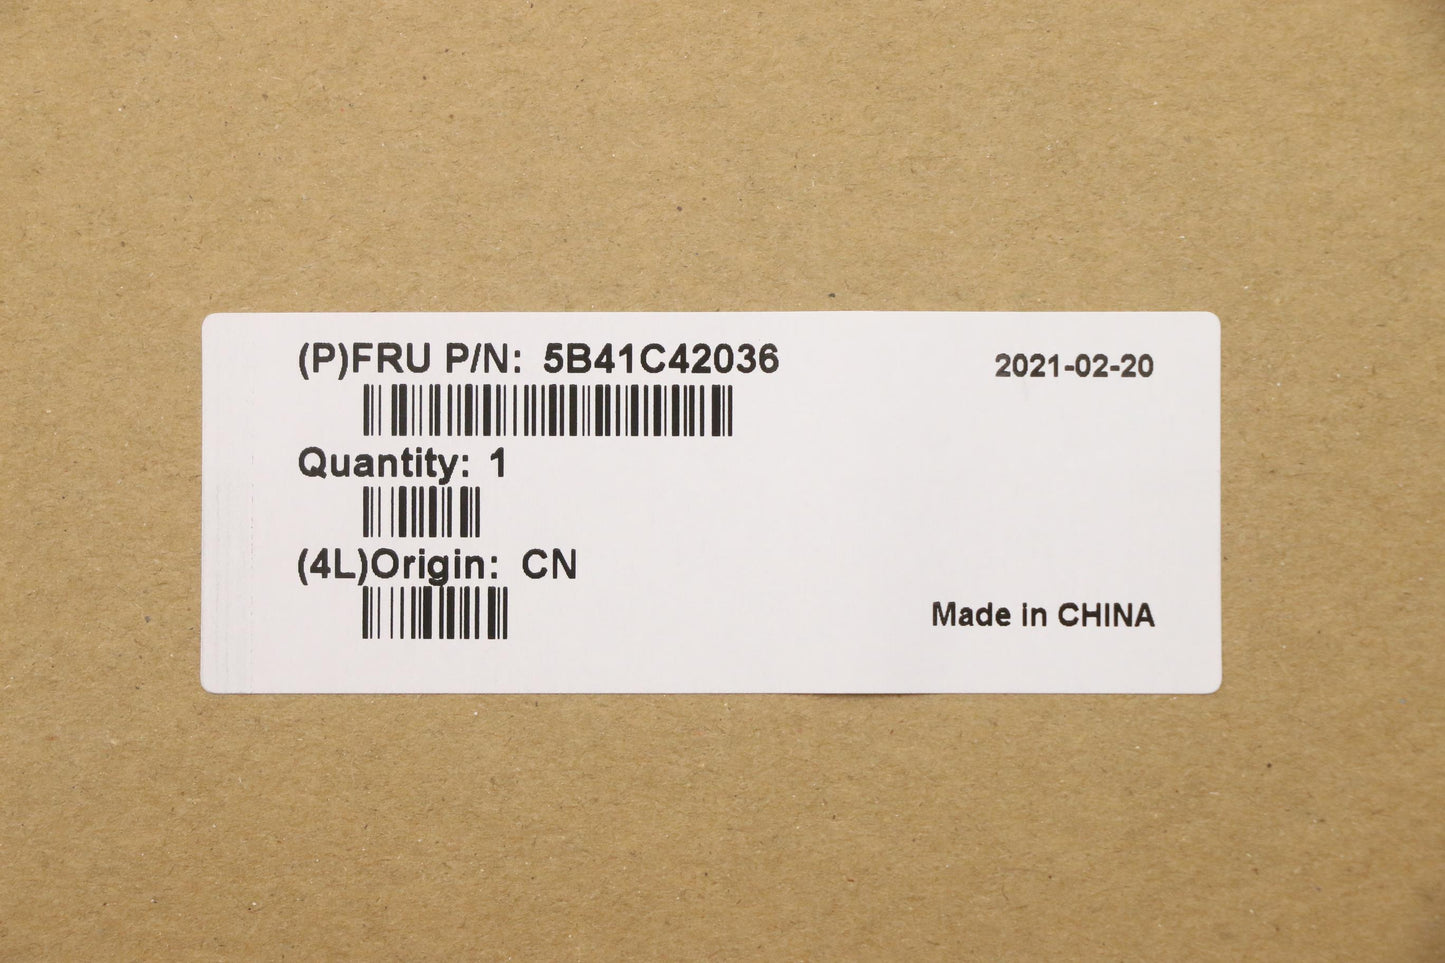 (P)FRU P/N: 5B41C42036
2021-02-20
Quantity: 1
(4L)Origin: CN
Made in CHINA